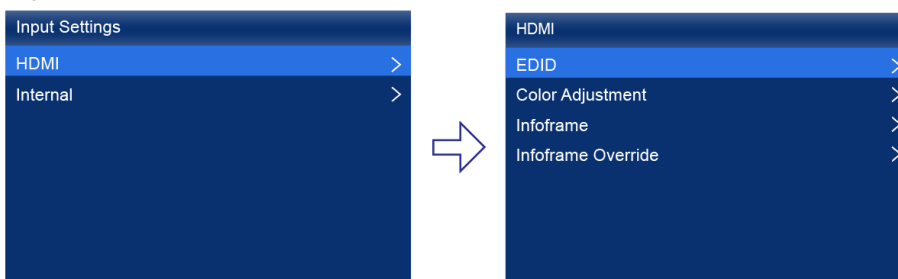 Input Settings
HDMI
Internal
HDMI
EDID
Color Adjustment
Infoframe
Infoframe Override